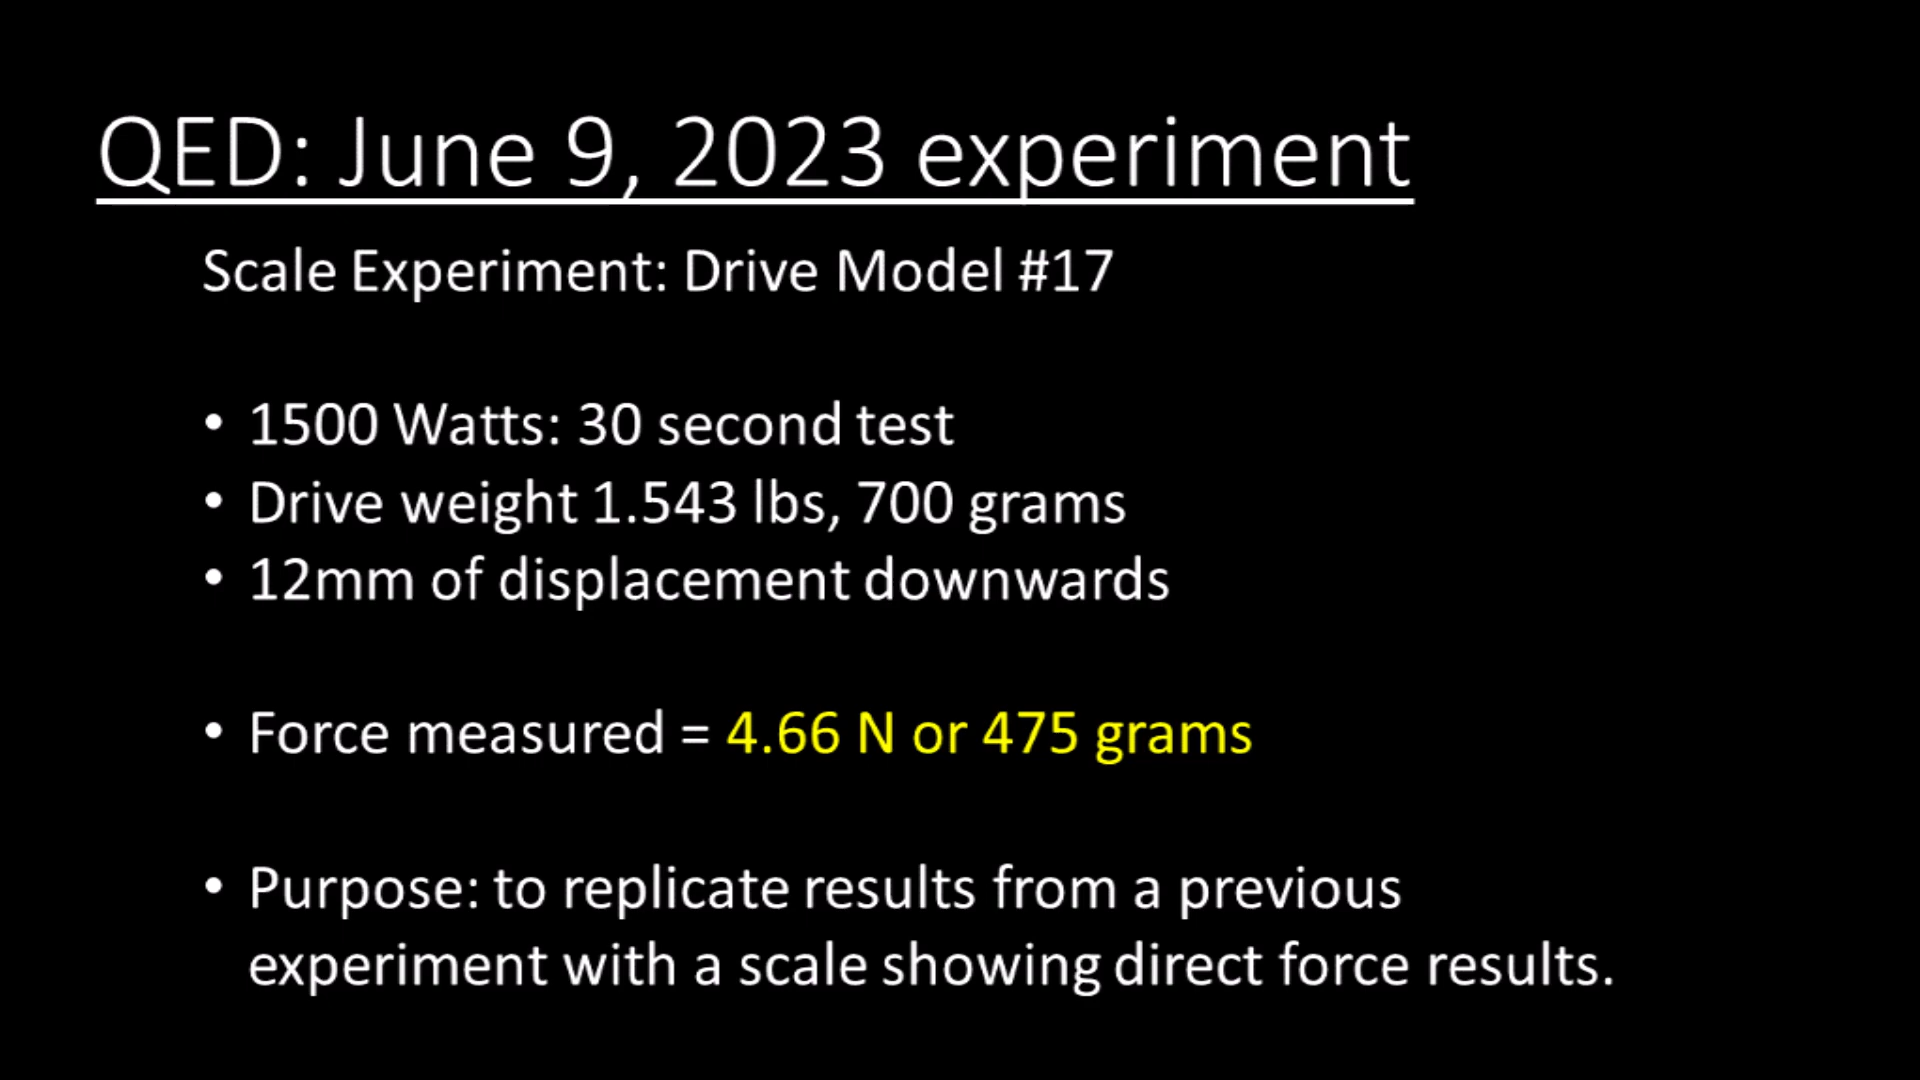 QED: June 9, 2023 experiment
Scale Experiment: Drive Model #17
• 1500 Watts: 30 second test
• Drive weight 1.543 lbs, 700 grams
• 12mm of displacement downwards
• Force measured = 4.66 N or 475 grams
• Purpose: to replicate results from a previous
experiment with a scale showing direct force results.